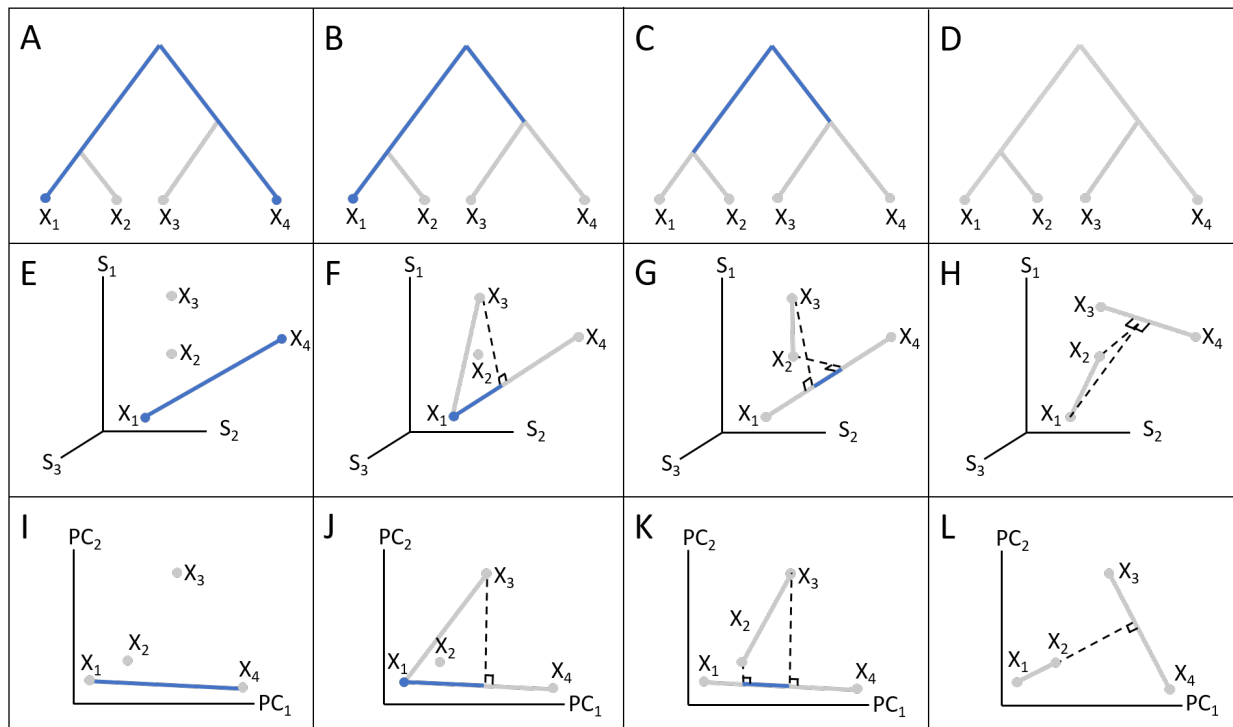 A
B
C
D
X₁ X₂ X₃ X₄
X₁ X₂ X₃ X₄
X₁ X₂ X₃ X₄
X₁ X₂ X₃ X₄
E
S₁
X₃
X₄
X₂
X₁
S₂
S₃
F
S₁
X₃
X₄
X₂
X₁
S₂
S₃
G
S₁
X₃
X₄
X₂
X₁
S₂
S₃
H
S₁
X₃
X₄
X₂
X₁
S₂
S₃
I
PC₂
X₃
X₂
X₁
X₄
PC₁
J
PC₂
X₃
X₂
X₁
X₄
PC₁
K
PC₂
X₃
X₂
X₁
X₄
PC₁
L
PC₂
X₃
X₂
X₁
X₄
PC₁